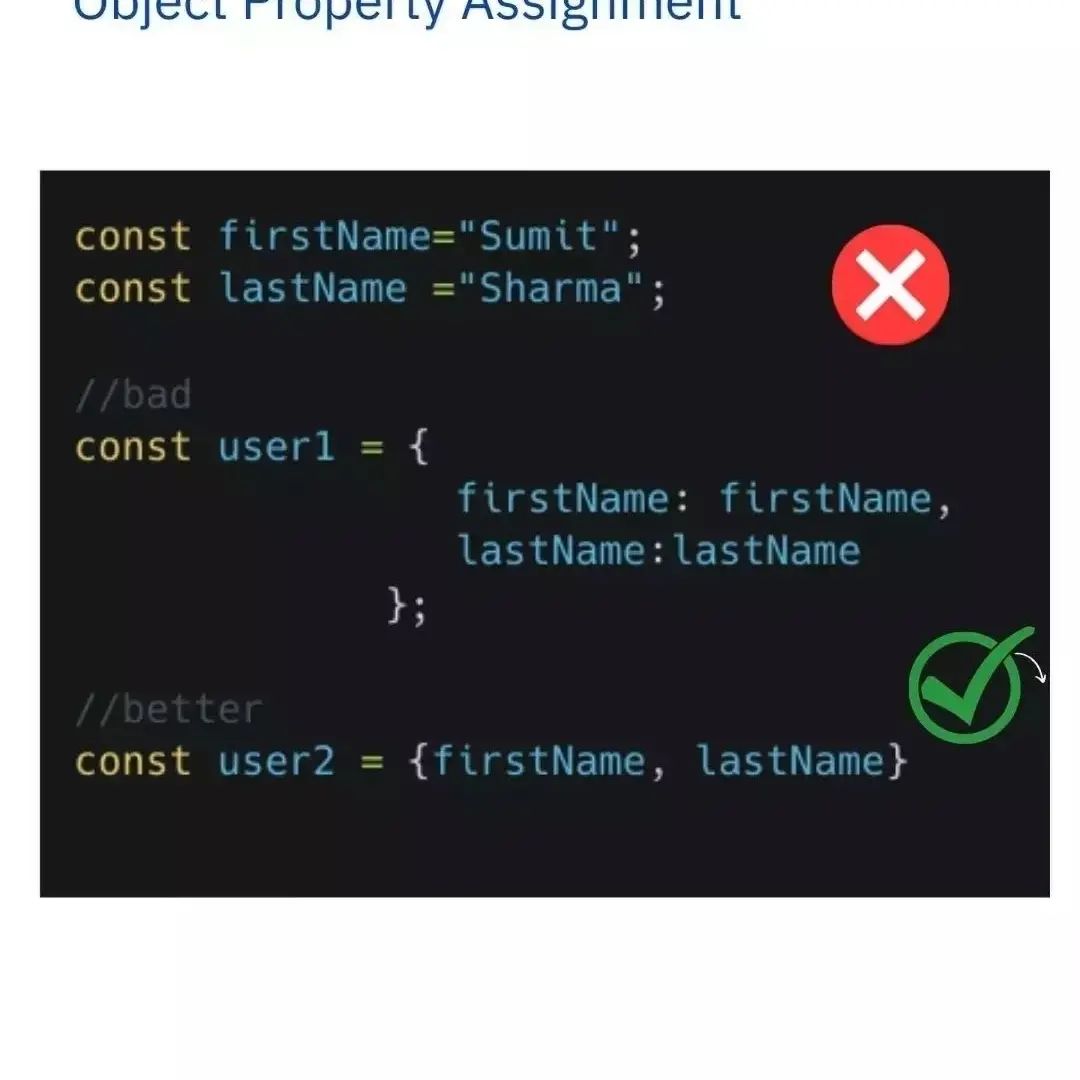 Object Property Assignment
const firstName="Sumit";
const lastName ="Sharma";
//bad
const user1 = {
firstName: firstName,
lastName:lastName
};
//better
const user2 = {firstName, lastName}